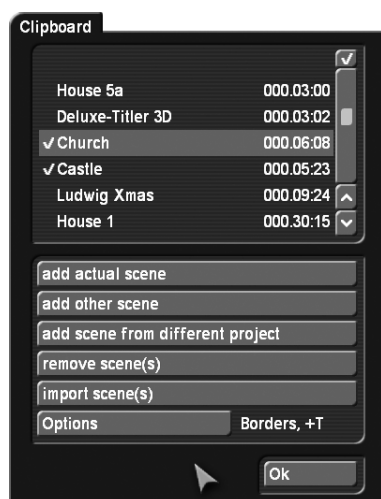 Clipboard
House 5a 000.03:00
Deluxe-Titler 3D 000.03:02
Church 000.06:08
Castle 000.05:23
Ludwig Xmas 000.09:24
House 1 000.30:15
add actual scene
add other scene
add scene from different project
remove scene(s)
import scene(s)
Options Borders, +T
Ok